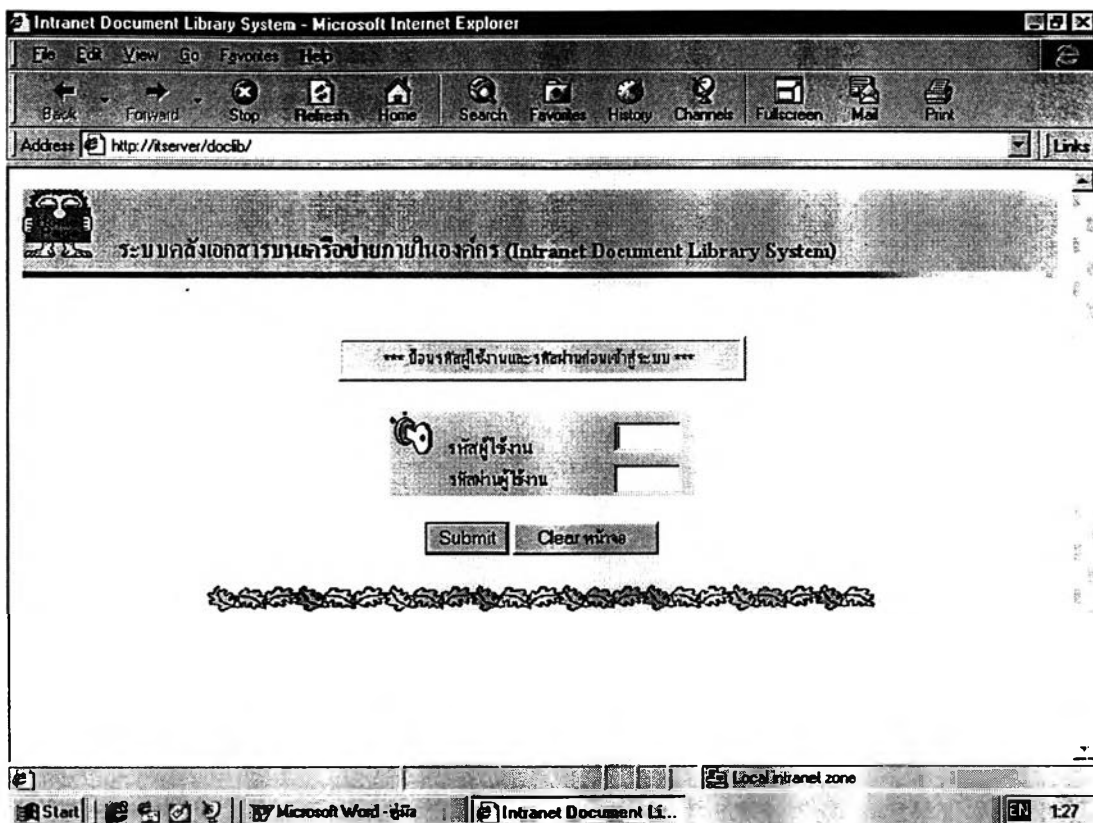 Intranet Document Library System - Microsoft Internet Explorer
File Edit View Go Favorites Help
Back Forward Stop Refresh Home Search Favorites History Channels Fullscreen Mail Print
Address http://itserver/doclib/ Links
ระบบคลังเอกสารบนเครือข่ายภายในองค์กร (Intranet Document Library System)
*** ป้อนรหัสผู้ใช้งานและรหัสผ่านก่อนเข้าสู่ระบบ ***
รหัสผู้ใช้งาน
รหัสผ่านผู้ใช้งาน
Submit Clear หน้าจอ
Local intranet zone
Start Microsoft Word - คู่มือ Intranet Document Li... EN 1:27